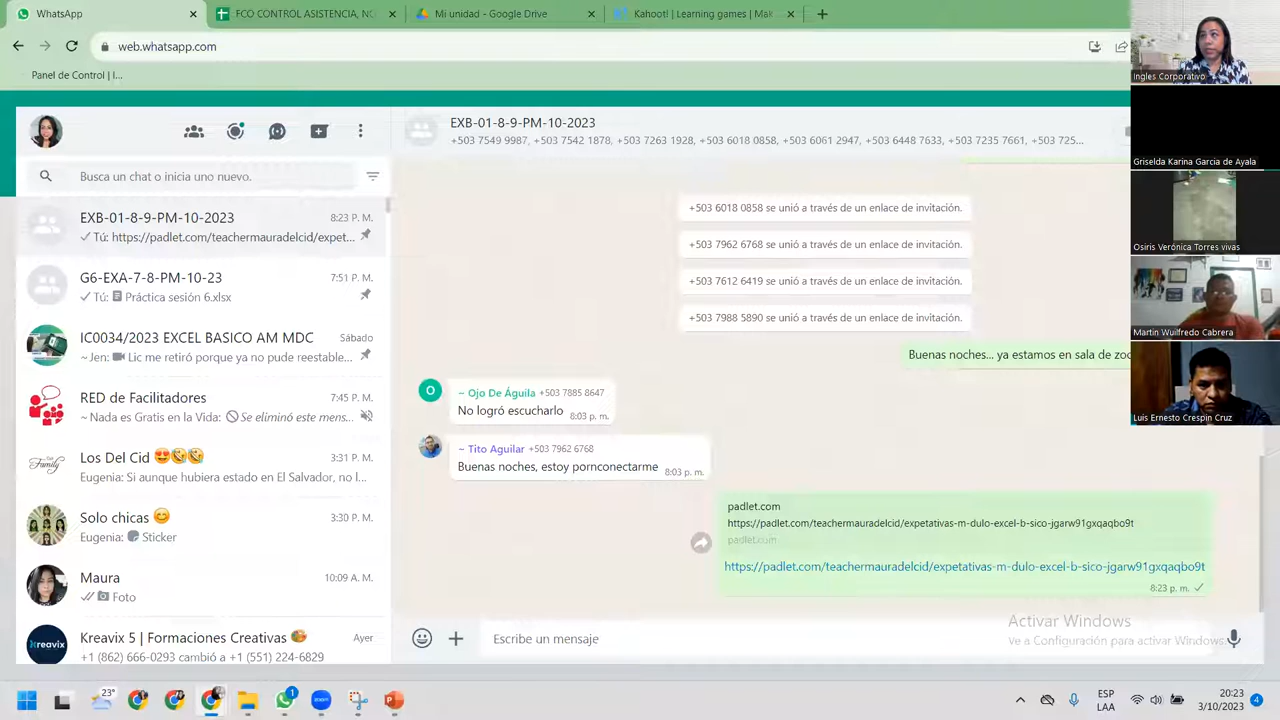 WhatsApp
FCO CONTROL ASISTENCIA, NO
Mi unidad - Google Drive
Kahoot! | Learning games | Mak
web.whatsapp.com
Panel de Control | I...
Ingles Corporativo
EXB-01-8-9-PM-10-2023
+503 7549 9987, +503 7542 1878, +503 7263 1928, +503 6018 0858, +503 6061 2947, +503 6448 7633, +503 7235 7661, +503 725...
Busca un chat o inicia uno nuevo.
Griselda Karina Garcia de Ayala
EXB-01-8-9-PM-10-2023
8:23 P. M.
Tú: https://padlet.com/teachermauradelcid/expet...
+503 6018 0858 se unió a través de un enlace de invitación.
+503 7962 6768 se unió a través de un enlace de invitación.
Osiris Verónica Torres vivas
G6-EXA-7-8-PM-10-23
7:51 P. M.
Tú: Práctica sesión 6.xlsx
+503 7612 6419 se unió a través de un enlace de invitación.
+503 7988 5890 se unió a través de un enlace de invitación.
Martin Wuilfredo Cabrera
IC0034/2023 EXCEL BASICO AM MDC
Sábado
~ Jen: Lic me retiró porque ya no pude reestable...
Buenas noches... ya estamos en sala de zoo
RED de Facilitadores
7:45 P. M.
~ Nada es Gratis en la Vida: Se eliminó este mens...
O
~ Ojo De Águila +503 7885 8647
No logró escucharlo
8:03 p. m.
Luis Ernesto Crespin Cruz
Los Del Cid
3:31 P. M.
Eugenia: Si aunque hubiera estado en El Salvador, no l...
~ Tito Aguilar +503 7962 6768
Buenas noches, estoy pornconectarme
8:03 p. m.
Family
Solo chicas
3:30 P. M.
Eugenia: Sticker
padlet.com
https://padlet.com/teachermauradelcid/expetativas-m-dulo-excel-b-sico-jgarw91gxqaqbo9t
padlet.com
https://padlet.com/teachermauradelcid/expetativas-m-dulo-excel-b-sico-jgarw91gxqaqbo9t
8:23 p. m.
Maura
10:09 A. M.
Foto
Kreavix 5 | Formaciones Creativas
Ayer
+1 (862) 666-0293 cambió a +1 (551) 224-6829
kreavix
Escribe un mensaje
Activar Windows
Ve a Configuración para activar Windows.
23°
1
zoom
ESP
LAA
20:23
3/10/2023
4